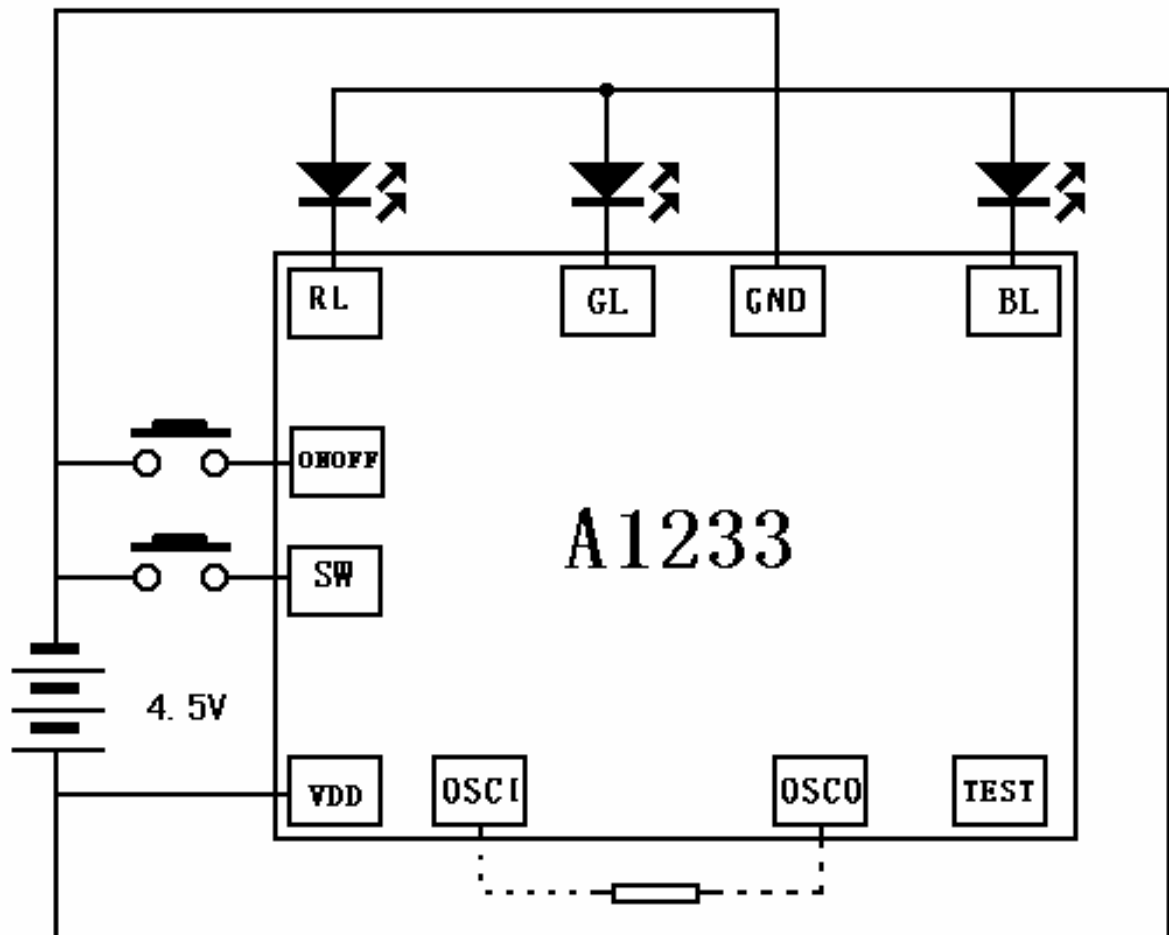 RL
GL
GND
BL
ONOFF
A1233
SW
4.5V
VDD
OSCI
OSCO
TEST